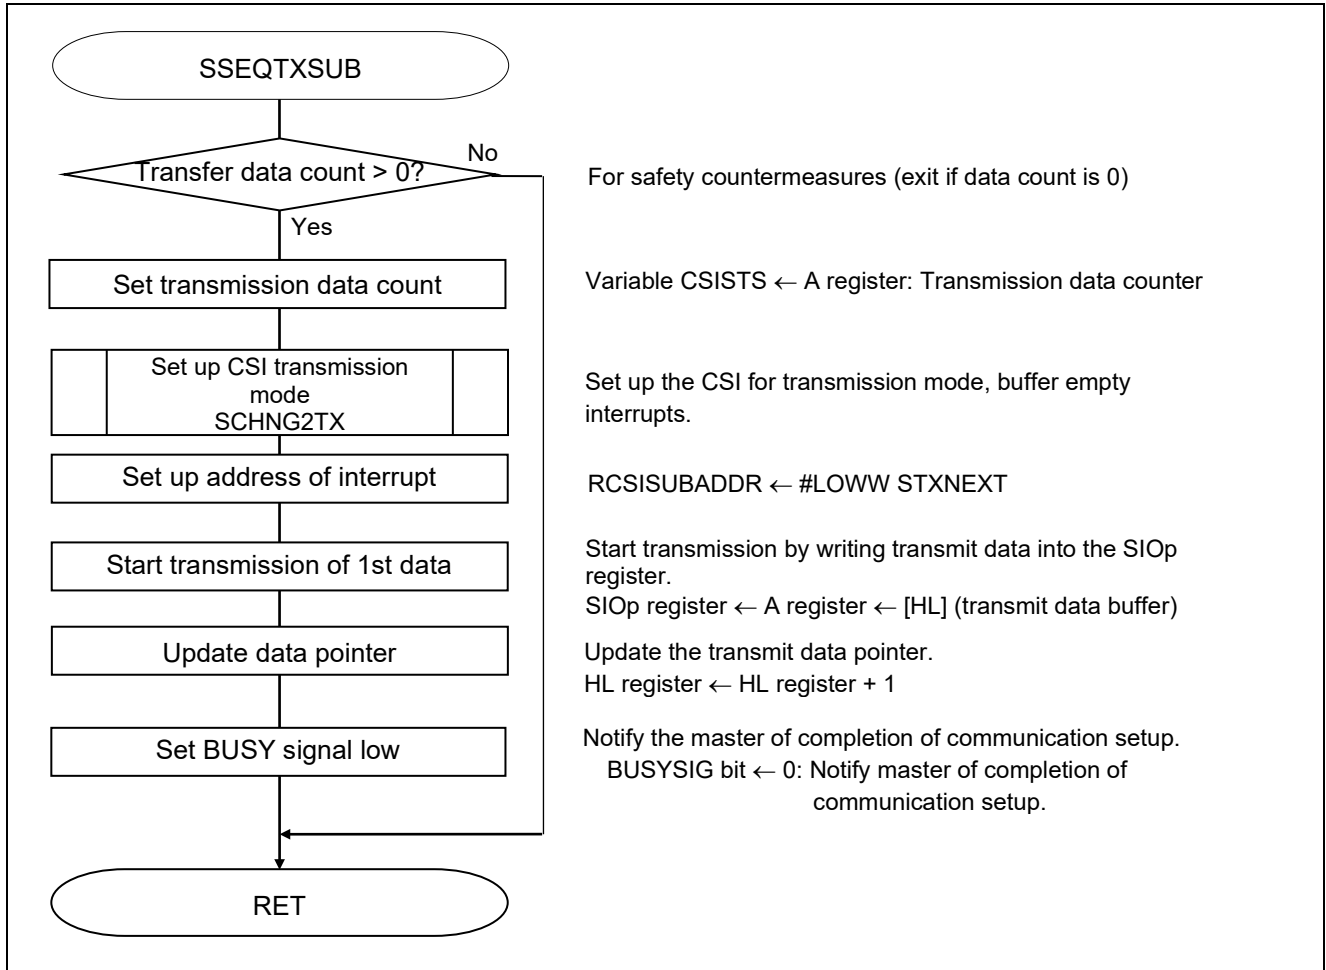 SSEQTXSUB
Transfer data count > 0?
No
For safety countermeasures (exit if data count is 0)
Yes
Set transmission data count
Variable CSISTS ← A register: Transmission data counter
Set up CSI transmission
mode
SCHNG2TX
Set up the CSI for transmission mode, buffer empty
interrupts.
Set up address of interrupt
RCSISUBADDR ← #LOWW STXNEXT
Start transmission of 1st data
Start transmission by writing transmit data into the SIOp
register.
SIOp register ← A register ← [HL] (transmit data buffer)
Update data pointer
Update the transmit data pointer.
HL register ← HL register + 1
Set BUSY signal low
Notify the master of completion of communication setup.
BUSYSIG bit ← 0: Notify master of completion of
communication setup.
RET